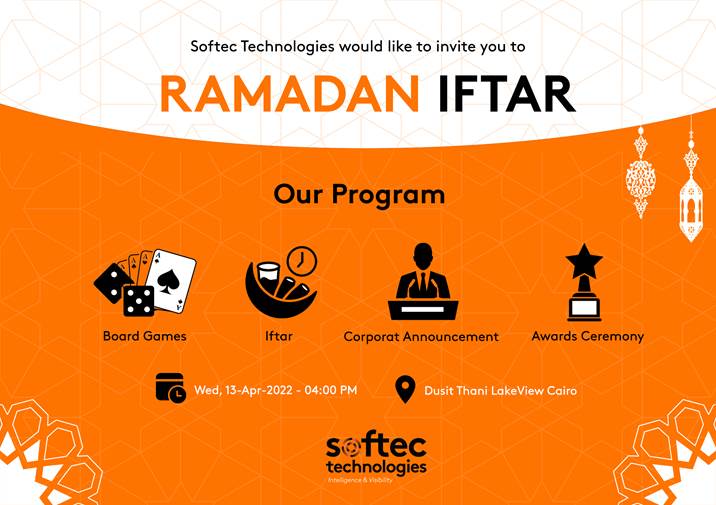 Softec Technologies would like to invite you to
RAMADAN IFTAR
Our Program
A A A A
Board Games
Iftar
Corporat Announcement
Awards Ceremony
Wed, 13-Apr-2022 - 04:00 PM
Dusit Thani LakeView Cairo
softec
technologies
Intelligence & Visibility